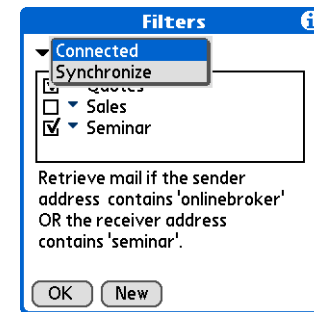 Filters
Connected
Synchronize
Quotes
Sales
Seminar
Retrieve mail if the sender
address contains 'onlinebroker'
OR the receiver address
contains 'seminar'.
OK New